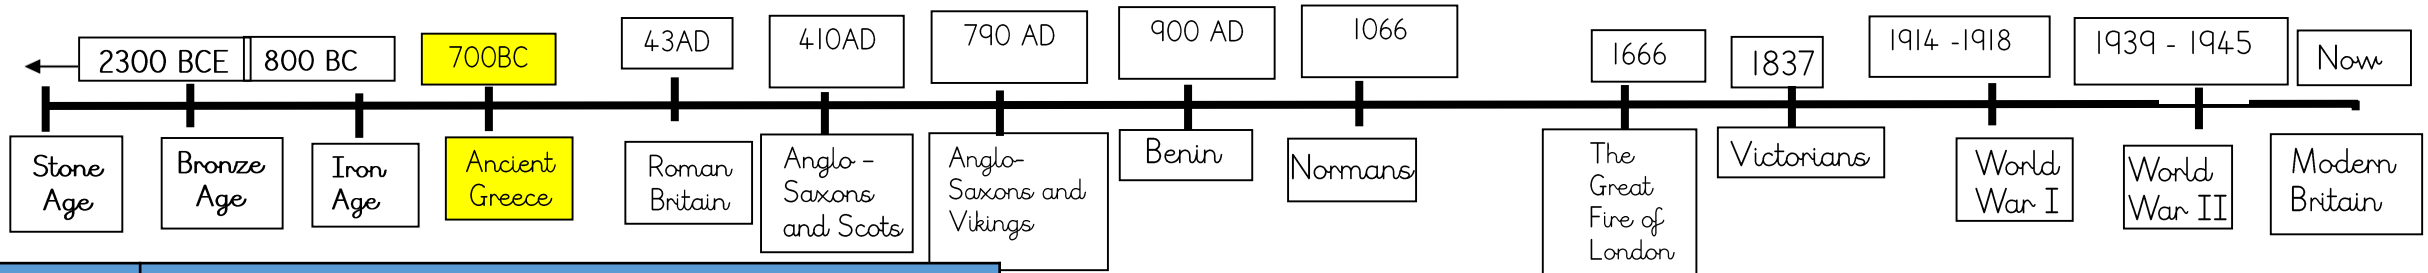 2300 BCE
800 BC
700BC
43AD
410AD
790 AD
900 AD
1066
1666
1837
1914 -1918
1939 - 1945
Now
Stone
Age
Bronze
Age
Iron
Age
Ancient
Greece
Roman
Britain
Anglo -
Saxons
and Scots
Anglo-
Saxons and
Vikings
Benin
Normans
The
Great
Fire of
London
Victorians
World
War I
World
War II
Modern
Britain